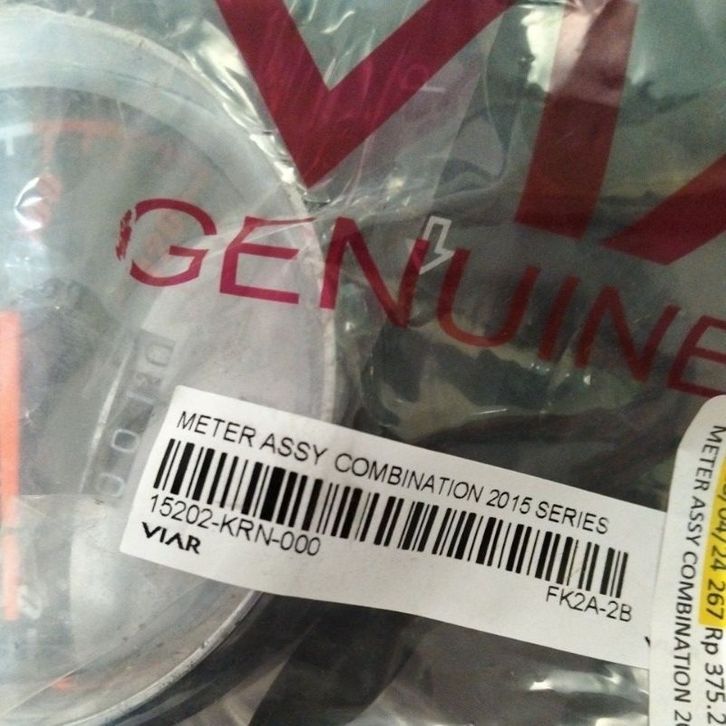 GENUINE
METER ASSY COMBINATION 2015 SERIES
15202-KRN-000
VIAR
FK2A-2B
04/24 267 Rp 375.
METER ASSY COMBINATION 2